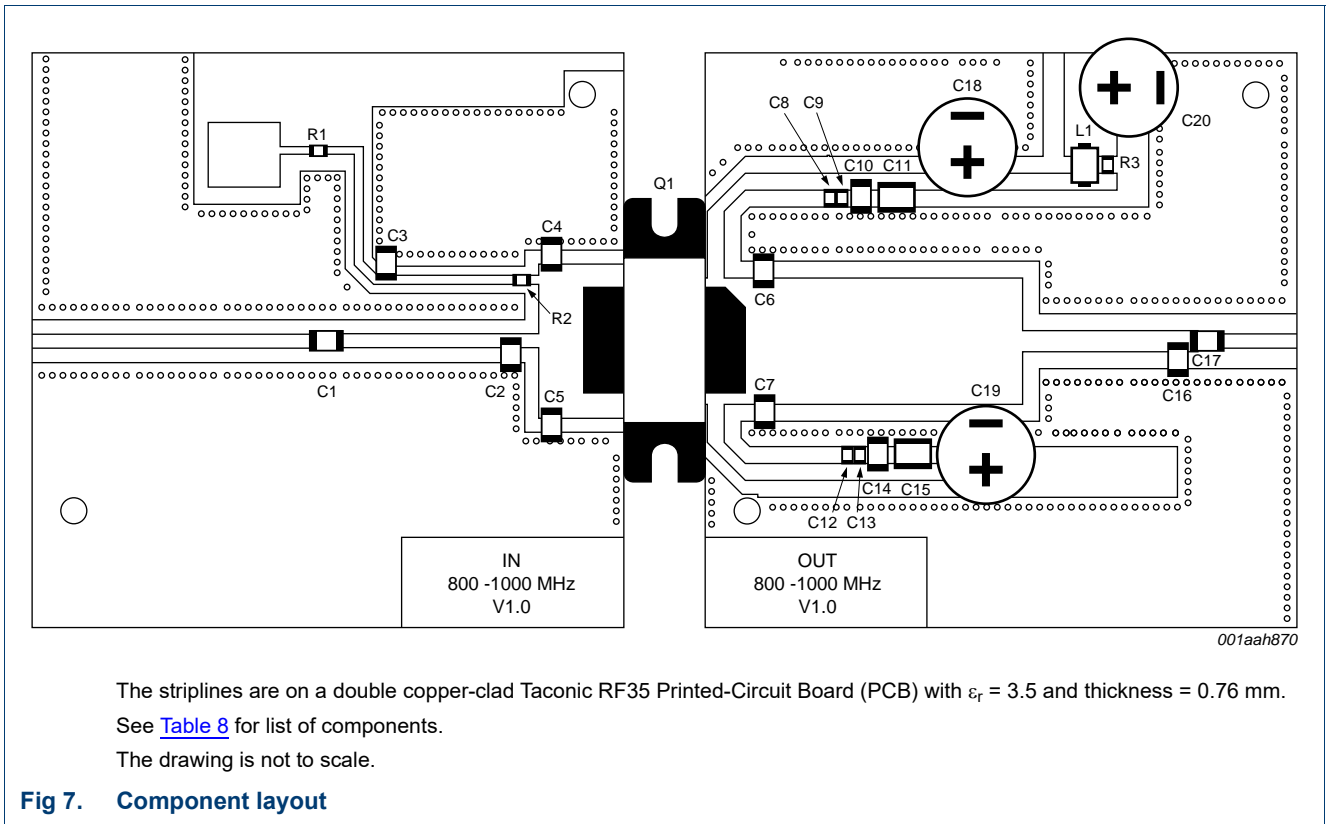 C18
C8 C9
C20
R1
L1
R3
C10 C11
Q1
C4
C3
C6
R2
C17
C1
C2
C7
C16
C5
C19
C14 C15
C12 C13
IN
800 -1000 MHz
V1.0
OUT
800 -1000 MHz
V1.0
001aah870
The striplines are on a double copper-clad Taconic RF35 Printed-Circuit Board (PCB) with εr = 3.5 and thickness = 0.76 mm.
See Table 8 for list of components.
The drawing is not to scale.
Fig 7. Component layout